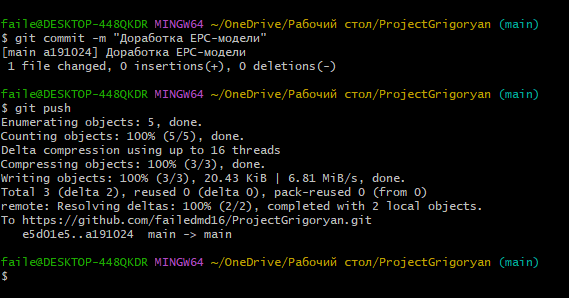 faile@DESKTOP-448QKDR MINGW64 ~/OneDrive/Рабочий стол/ProjectGrigoryan (main)
$ git commit -m "Доработка EPC-модели"
[main a191024] Доработка EPC-модели
 1 file changed, 0 insertions(+), 0 deletions(-)
faile@DESKTOP-448QKDR MINGW64 ~/OneDrive/Рабочий стол/ProjectGrigoryan (main)
$ git push
Enumerating objects: 5, done.
Counting objects: 100% (5/5), done.
Delta compression using up to 16 threads
Compressing objects: 100% (3/3), done.
Writing objects: 100% (3/3), 20.43 KiB | 6.81 MiB/s, done.
Total 3 (delta 2), reused 0 (delta 0), pack-reused 0 (from 0)
remote: Resolving deltas: 100% (2/2), completed with 2 local objects.
To https://github.com/failedmd16/ProjectGrigoryan.git
   e5d01e5..a191024  main -> main
faile@DESKTOP-448QKDR MINGW64 ~/OneDrive/Рабочий стол/ProjectGrigoryan (main)
$